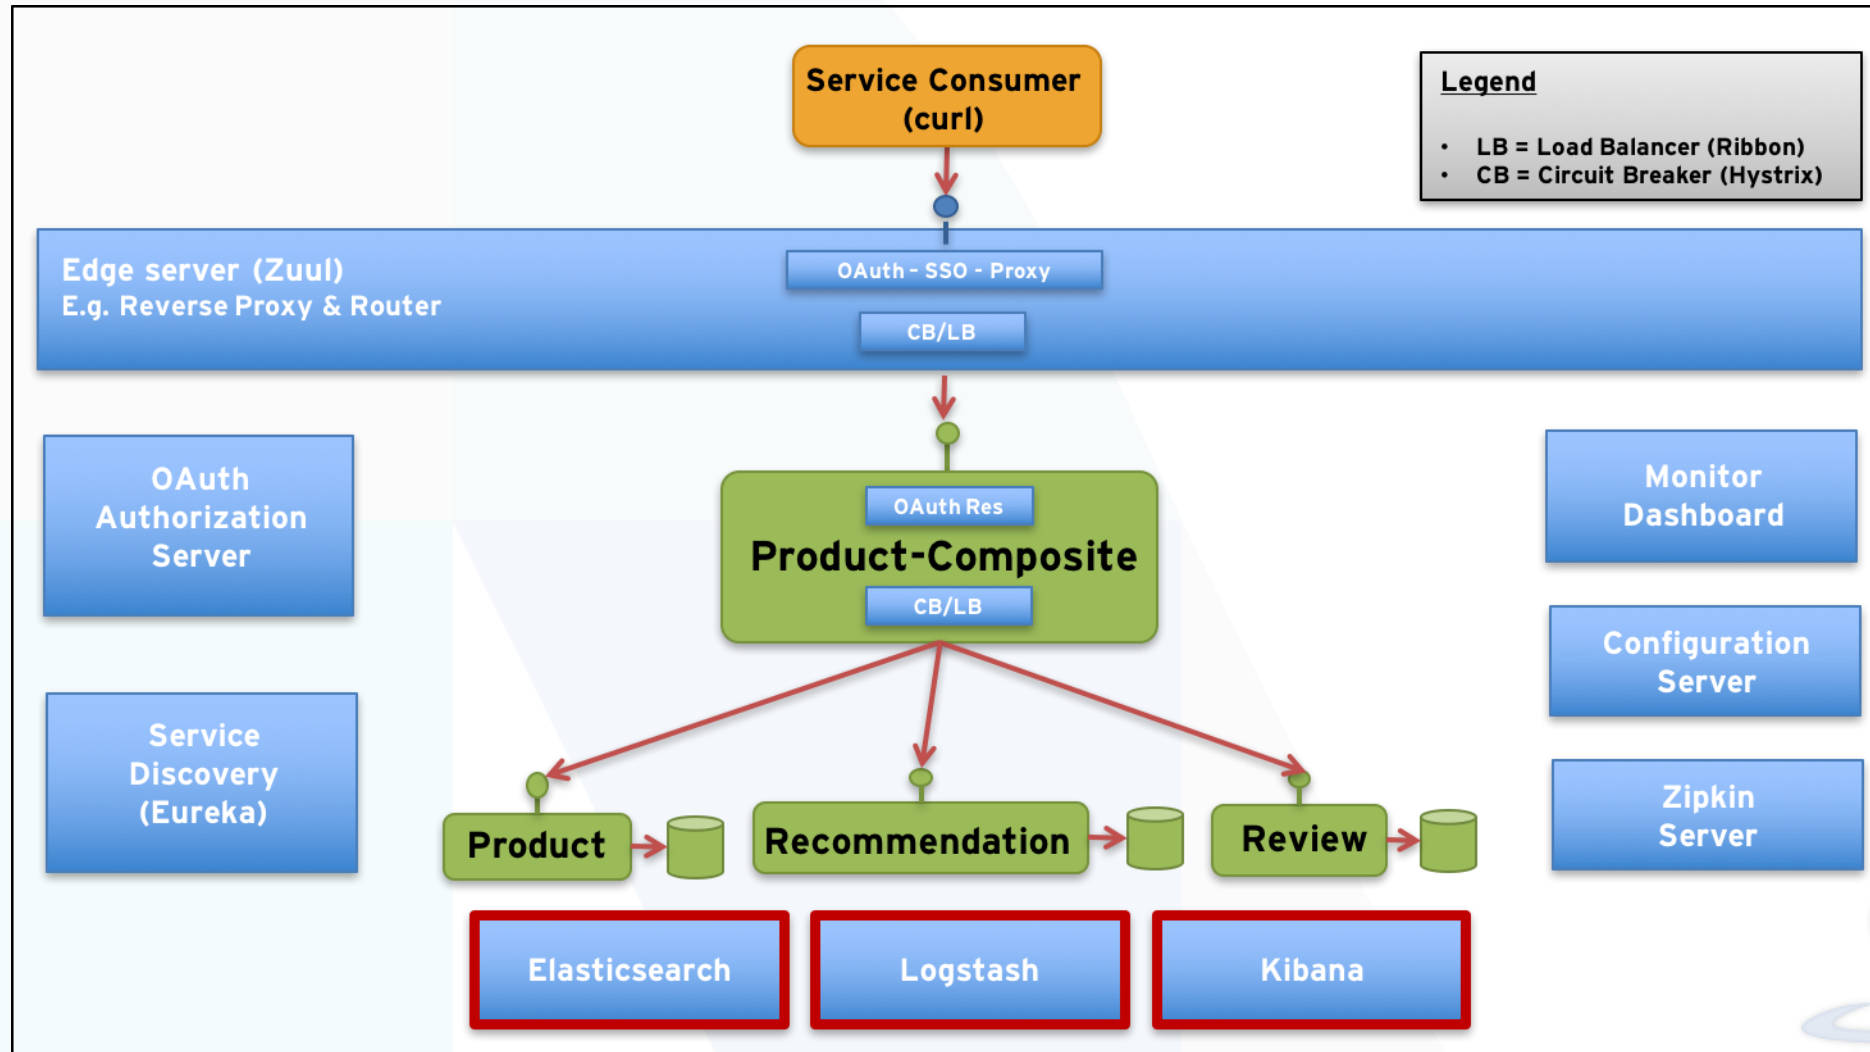 Service Consumer
(curl)
Legend
• LB = Load Balancer (Ribbon)
• CB = Circuit Breaker (Hystrix)
Edge server (Zuul)
E.g. Reverse Proxy & Router
OAuth - SSO - Proxy
CB/LB
OAuth
Authorization
Server
OAuth Res
Product-Composite
CB/LB
Monitor
Dashboard
Configuration
Server
Service
Discovery
(Eureka)
Zipkin
Server
Product
Recommendation
Review
Elasticsearch
Logstash
Kibana